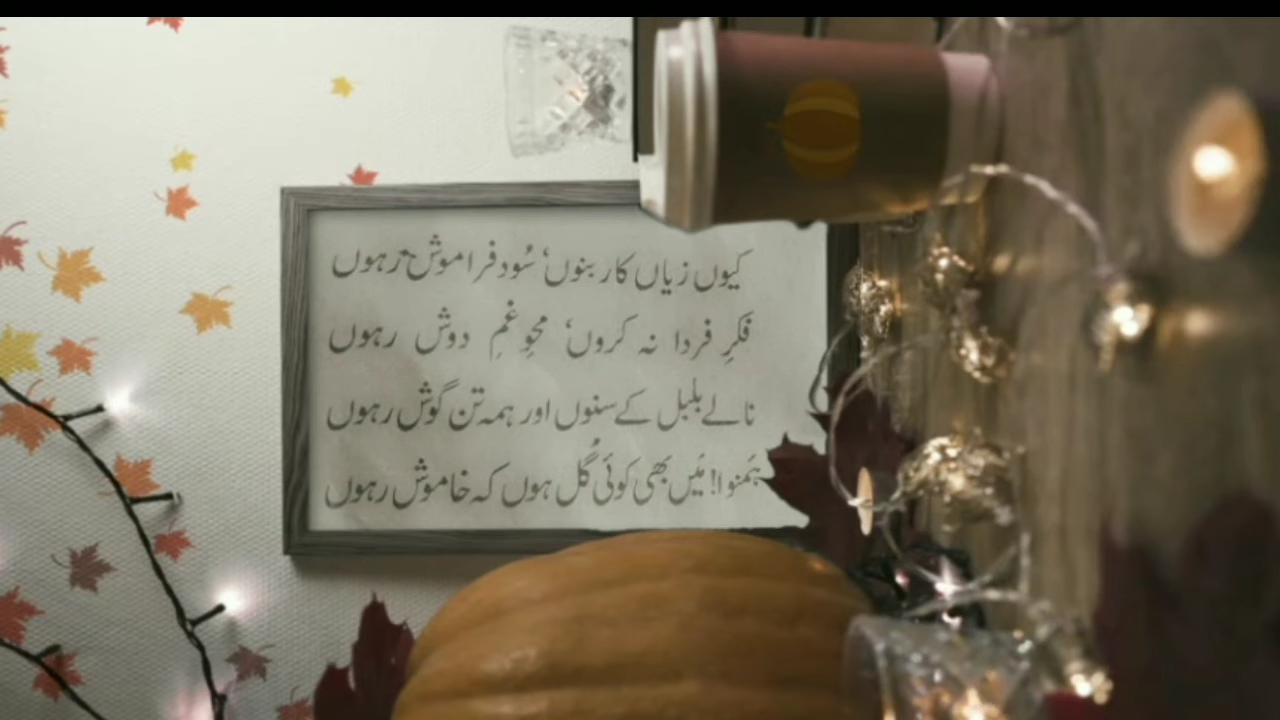 کیوں زیاں کار بنوں، سُود فراموش رہوں
فکرِ فردا نہ کروں، محوِ غمِ دوش رہوں
نالے بلبل کے سنوں اور ہمہ تن گوش رہوں
ہمنوا! مَیں بھی کوئی گُل ہوں کہ خاموش رہوں